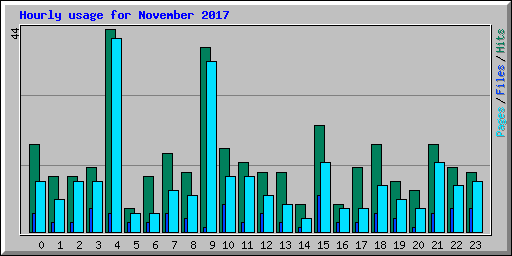 Hourly usage for November 2017
44
Pages / Files / Hits
0 1 2 3 4 5 6 7 8 9 10 11 12 13 14 15 16 17 18 19 20 21 22 23